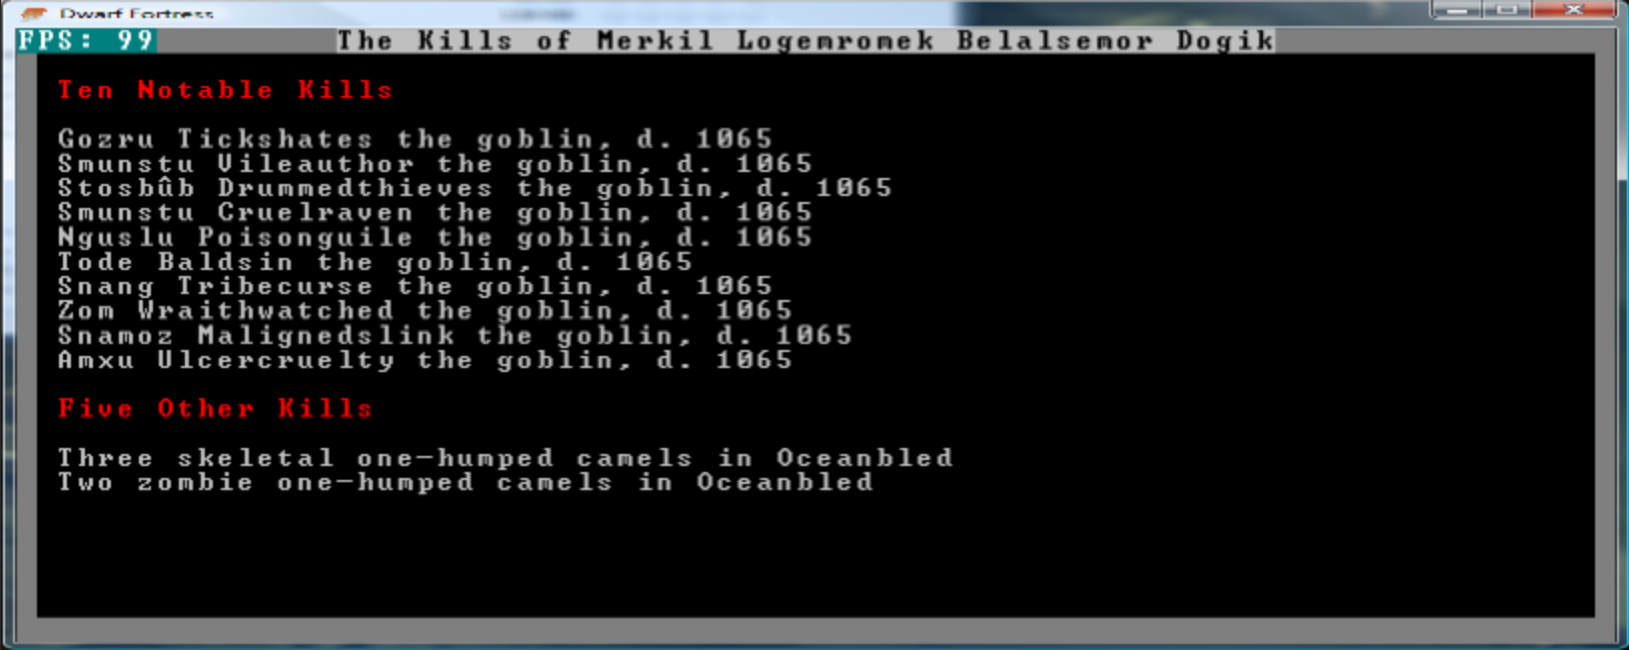 Dwarf Fortress
FPS: 99
The Kills of Merkil Logemromek Belalsemor Dogik
Ten Notable Kills
Gozru Tickshates the goblin, d. 1065
Smunstu Vileauthor the goblin, d. 1065
Stosbûb Drummedthieves the goblin, d. 1065
Smunstu Cruelraven the goblin, d. 1065
Nguslu Poisonguile the goblin, d. 1065
Tode Baldsin the goblin, d. 1065
Snang Tribecurse the goblin, d. 1065
Zom Wraithwatched the goblin, d. 1065
Snamoz Malignedslink the goblin, d. 1065
Amxu Ulcercruelty the goblin, d. 1065
Five Other Kills
Three skeletal one-humped camels in Oceanbled
Two zombie one-humped camels in Oceanbled